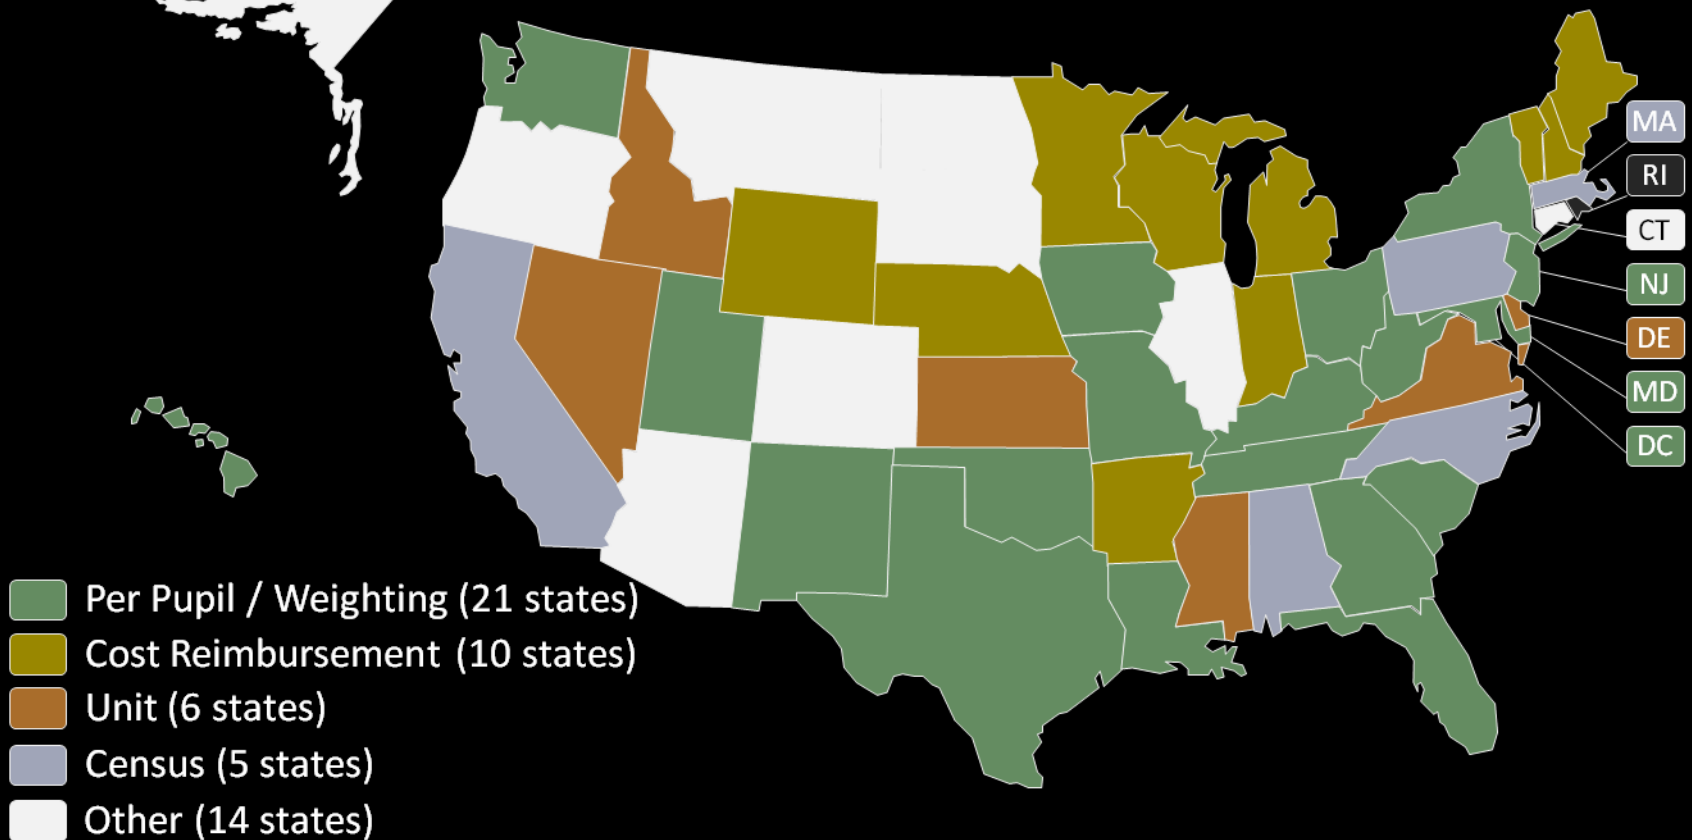 MA
RI
CT
NJ
DE
MD
DC
Per Pupil / Weighting (21 states)
Cost Reimbursement (10 states)
Unit (6 states)
Census (5 states)
Other (14 states)